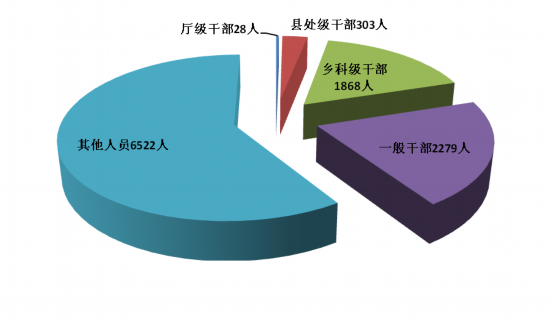 厅级干部28人
县处级干部303人
乡科级干部
1868人
一般干部2279人
其他人员6522人